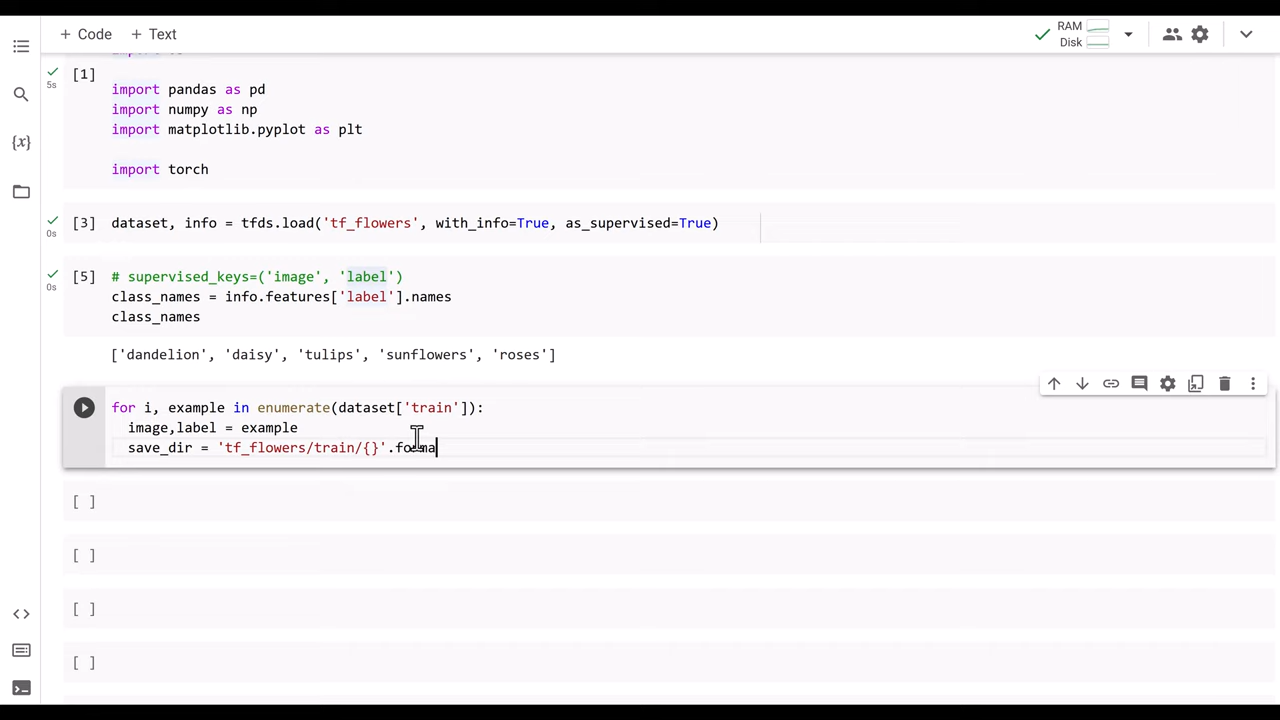 + Code + Text
RAM
Disk
[1]
5s
import pandas as pd
import numpy as np
import matplotlib.pyplot as plt
import torch
[3] dataset, info = tfds.load('tf_flowers', with_info=True, as_supervised=True)
0s
[5] # supervised_keys=('image', 'label')
0s
class_names = info.features['label'].names
class_names
['dandelion', 'daisy', 'tulips', 'sunflowers', 'roses']
for i, example in enumerate(dataset['train']):
image,label = example
save_dir = 'tf_flowers/train/{}'.forma
[ ]
[ ]
[ ]
[ ]